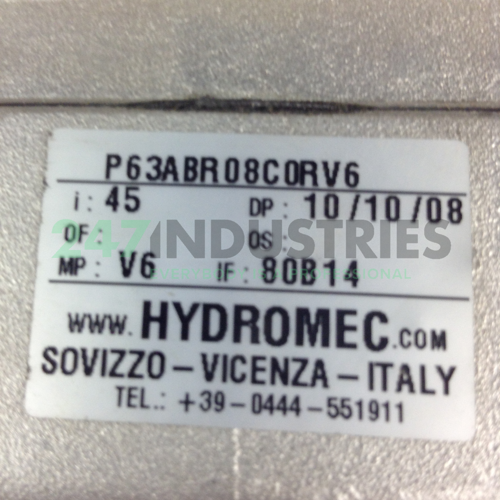 P63ABR08C0RV6
i: 45 DP: 10/10/08
OF: OS:
MP: V6 IF: 80B14
www.HYDROMEC.com
SOVIZZO-VICENZA-ITALY
TEL.: +39-0444-551911
247INDUSTRIES